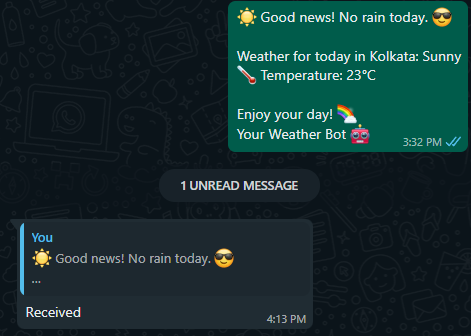 ☀️ Good news! No rain today. 😎
Weather for today in Kolkata: Sunny
🌡️ Temperature: 23°C
Enjoy your day! 🌈
Your Weather Bot 🤖
3:32 PM
1 UNREAD MESSAGE
You
☀️ Good news! No rain today. 😎
...
Received
4:13 PM